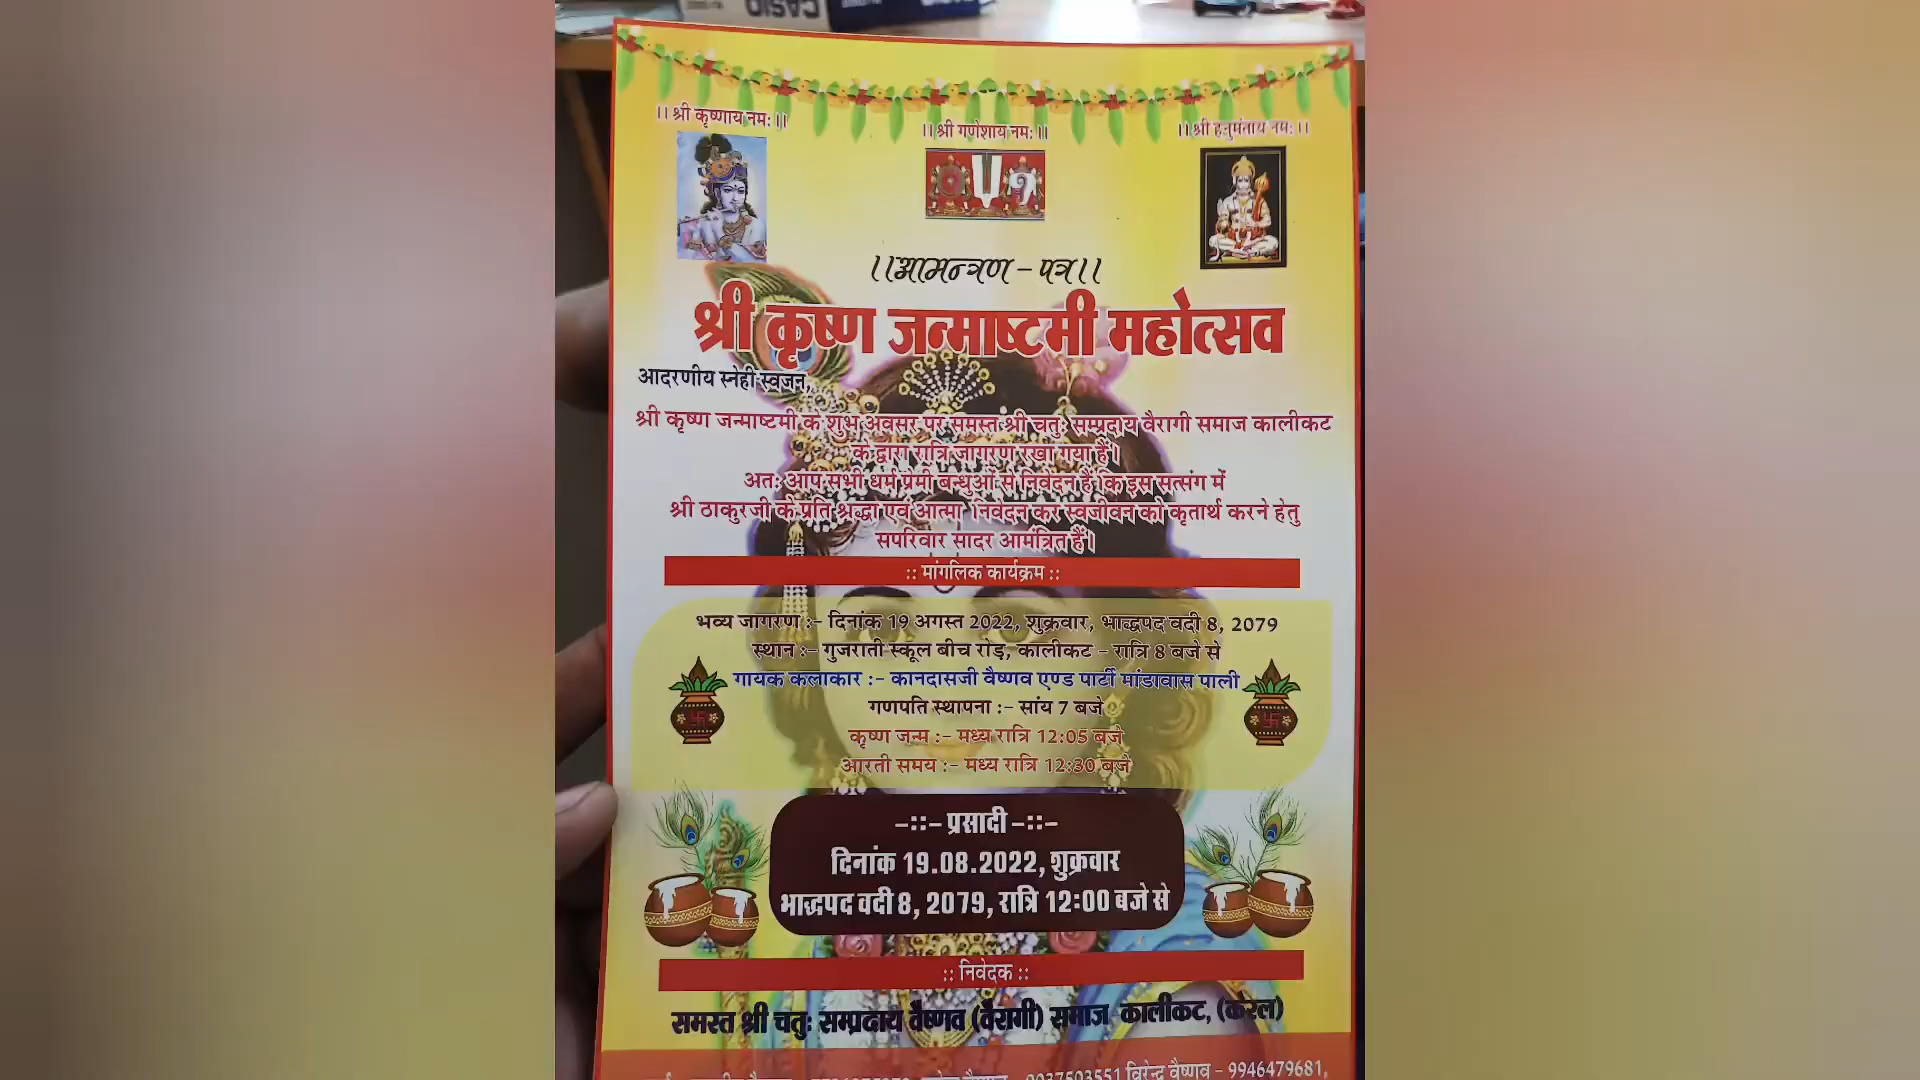 CASIO
।। श्री कृष्णाय नमः ।।
।। श्री गणेशाय नमः ।।
।। श्री हनुमंताय नमः ।।
।।आमन्त्रण – पत्र।।
श्री कृष्ण जन्माष्टमी महोत्सव
आदरणीय स्नेही स्वजन,
श्री कृष्ण जन्माष्टमी के शुभ अवसर पर समस्त श्री चतुः सम्प्रदाय वैरागी समाज कालीकट
के द्वारा रात्रि जागरण रखा गया हैं।
अतः आप सभी धर्म प्रेमी बन्धुओं से निवेदन हैं कि इस सत्संग में
श्री ठाकुरजी के प्रति श्रद्धा एवं आत्मा निवेदन कर स्वजीवन को कृतार्थ करने हेतु
सपरिवार सादर आमंत्रित हैं।
:: मांगलिक कार्यक्रम ::
भव्य जागरण :– दिनांक 19 अगस्त 2022, शुक्रवार, भाद्धपद वदी 8, 2079
स्थान :– गुजराती स्कूल बीच रोड़, कालीकट – रात्रि 8 बजे से
गायक कलाकार :– कानदासजी वैष्णव एण्ड पार्टी मांडावास पाली
गणपति स्थापना :– सांय 7 बजे
कृष्ण जन्म :– मध्य रात्रि 12:05 बजे
आरती समय :– मध्य रात्रि 12:30 बजे
–::– प्रसादी –::–
दिनांक 19.08.2022, शुक्रवार
भाद्धपद वदी 8, 2079, रात्रि 12:00 बजे से
:: निवेदक ::
समस्त श्री चतुः सम्प्रदाय वैष्णव (वैरागी) समाज कालीकट, (केरल)
9037503551 विरेन्द्र वैष्णव – 9946479681,